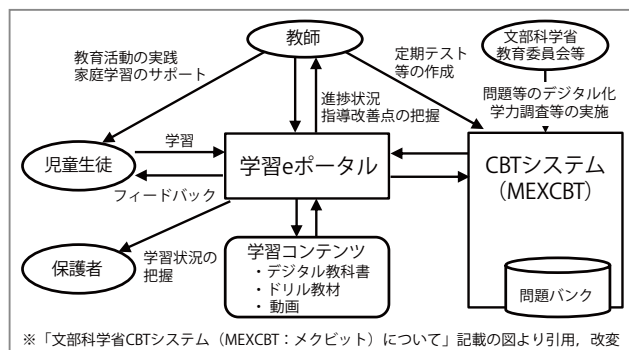 教師
文部科学省
教育委員会等
教育活動の実践
家庭学習のサポート
定期テスト
等の作成
進捗状況
指導改善点の把握
問題等のデジタル化
学力調査等の実施
児童生徒
学習
フィードバック
学習eポータル
CBTシステム
（MEXCBT）
保護者
学習状況の
把握
学習コンテンツ
・デジタル教科書
・ドリル教材
・動画
問題バンク
※「文部科学省CBTシステム（MEXCBT：メクビット）について」記載の図より引用，改変